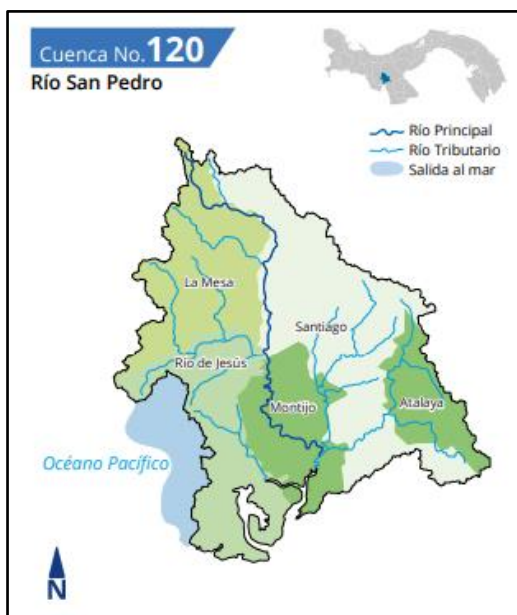 Cuenca No. 120
Río San Pedro
Río Principal
Río Tributario
Salida al mar
La Mesa
Santiago
Río de Jesús
Montijo
Atalaya
Océano Pacífico
N